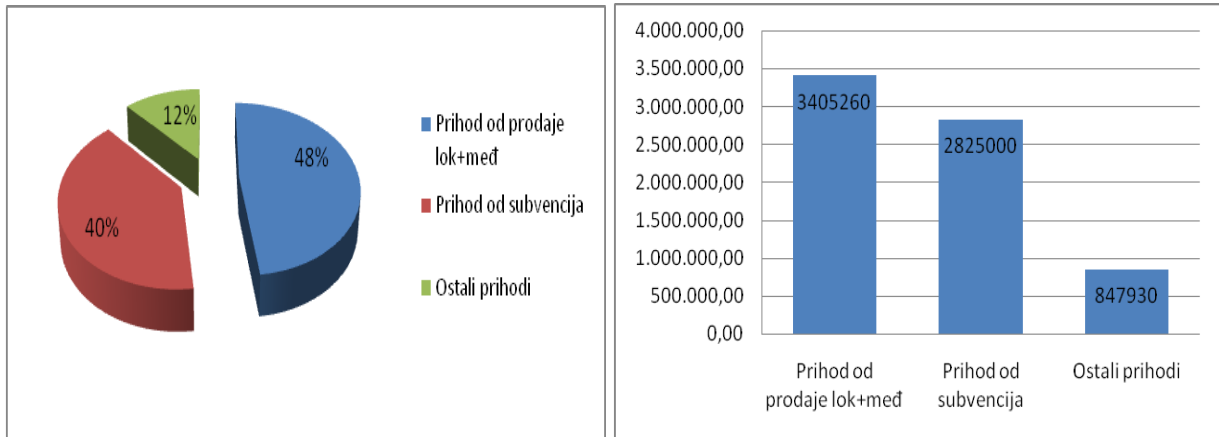 12%
48%
40%
Prihod od prodaje
lok+međ
Prihod od subvencija
Ostali prihodi
4.000.000,00
3.500.000,00
3.000.000,00
2.500.000,00
2.000.000,00
1.500.000,00
1.000.000,00
500.000,00
0,00
3405260
2825000
847930
Prihod od
prodaje lok+međ
Prihod od
subvencija
Ostali prihodi